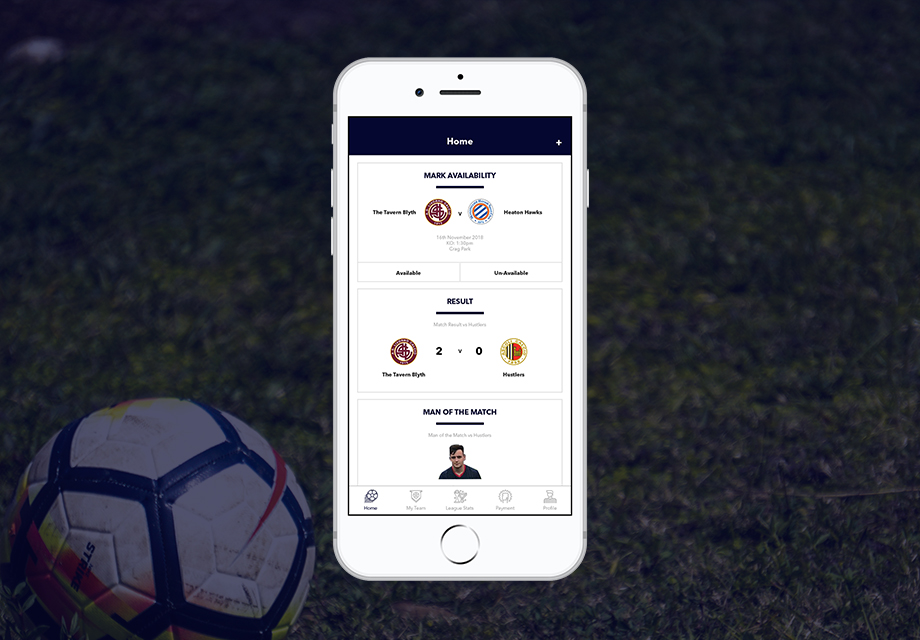 Home
+
MARK AVAILABILITY
The Tavern Blyth
v
Heaton Hawks
16th November 2018
KO: 1:30pm
Greg Park
Available
Un-Available
RESULT
Match Result vs Hustlers
2 v 0
The Tavern Blyth
Hustlers
MAN OF THE MATCH
Man of the Match vs Hustlers
Home
My Team
League Stats
Payment
Profile
STRIKE